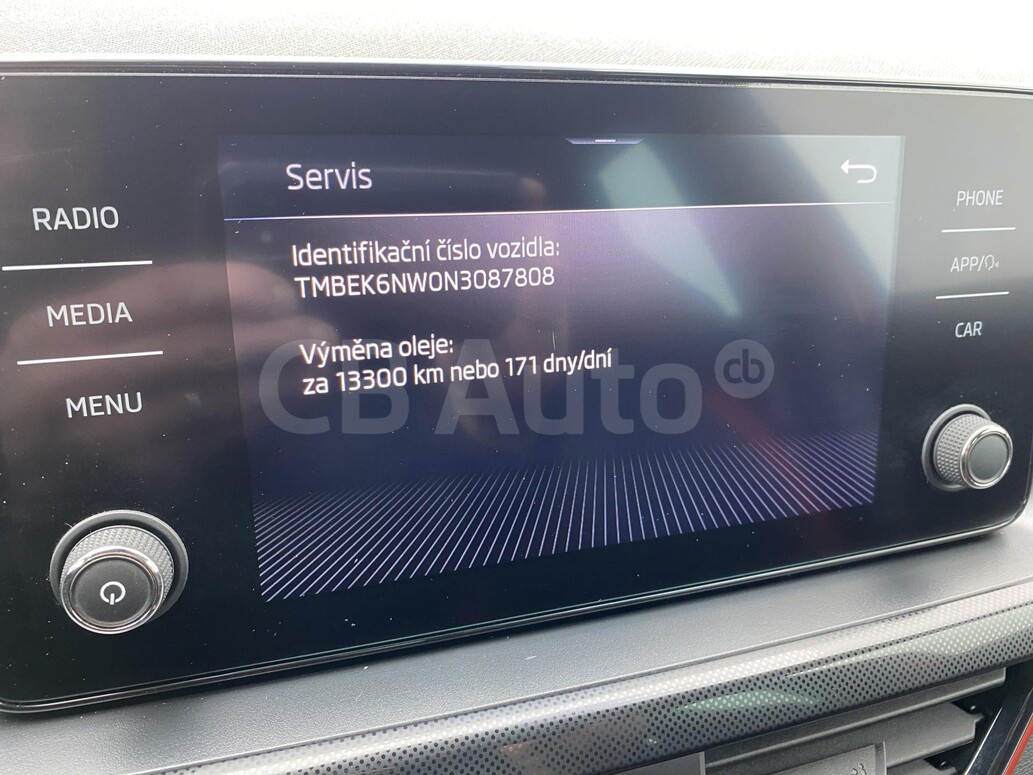 Servis
RADIO
MEDIA
MENU
Identifikační číslo vozidla:
TMBEK6NW0N3087808
Výměna oleje:
za 13300 km nebo 171 dny/dní
PHONE
APP/
CAR
CB Auto cb